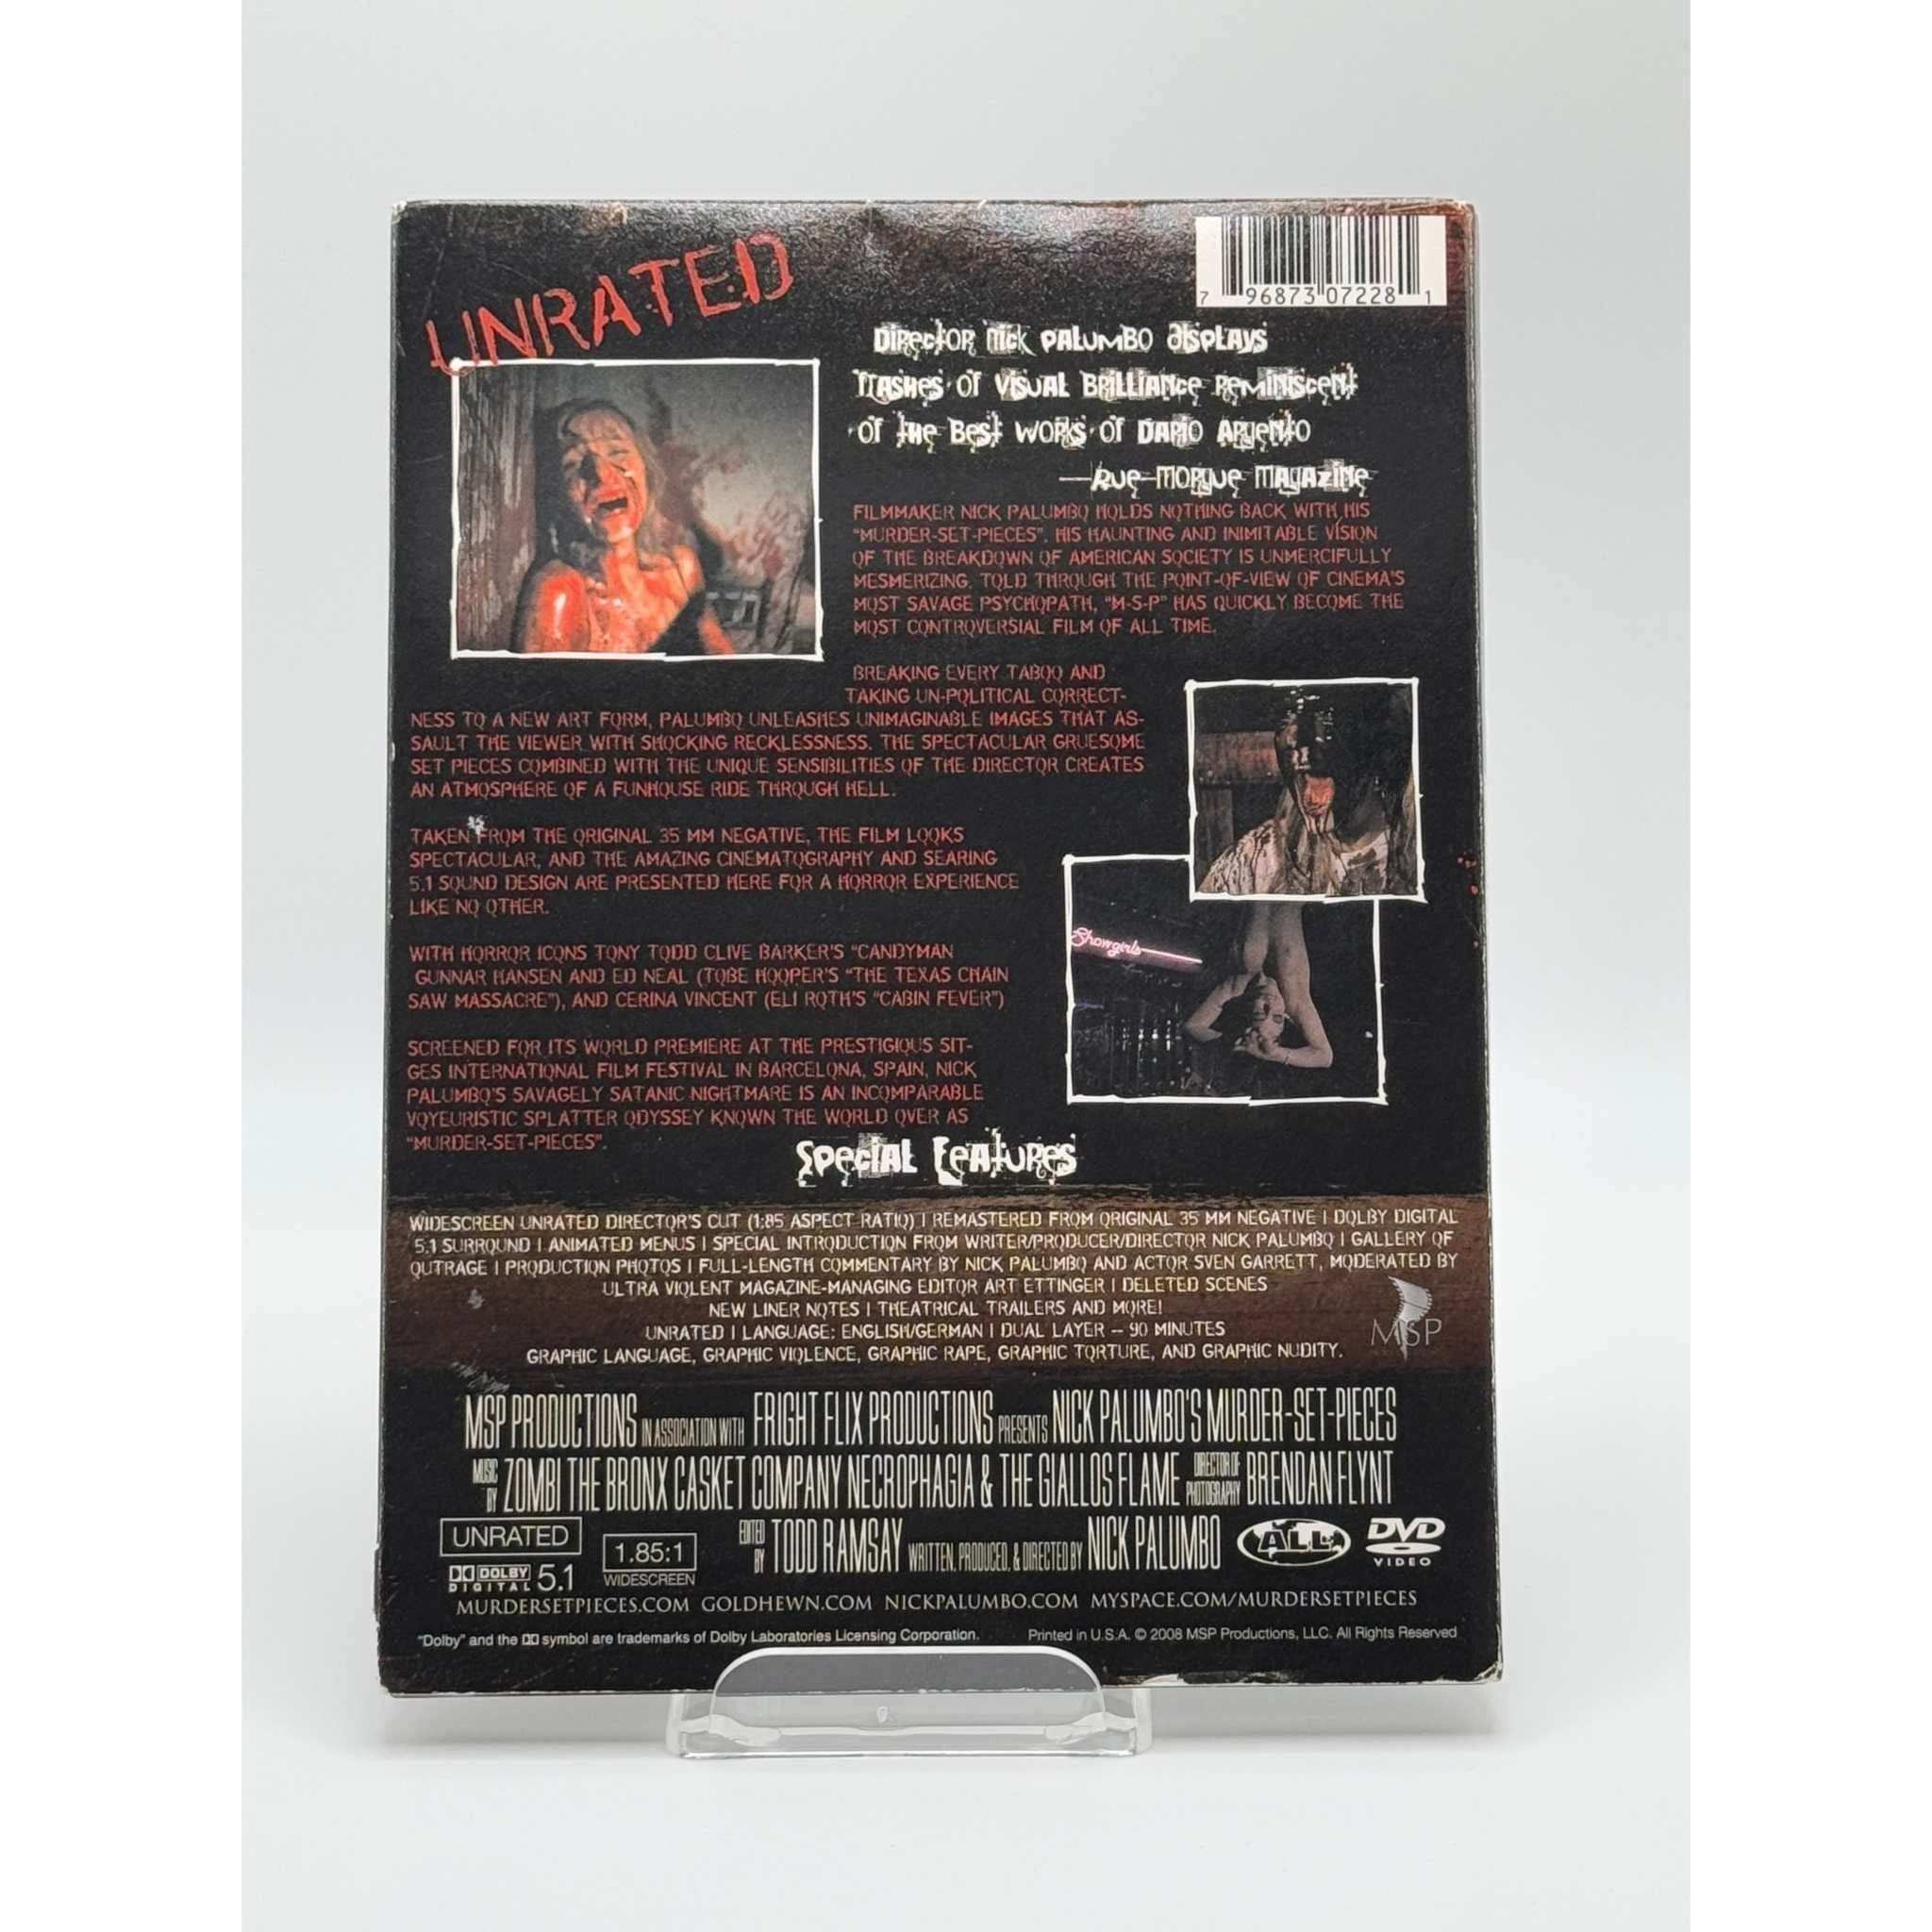 UNRATED
7 96873 07228 1
DIRECTOR NICK PALUMBO DISPLAYS
FLASHES OF VISUAL BRILLIANCE REMINISCENT
OF THE BEST WORKS OF DARIO ARGENTO
—RUE MORGUE MAGAZINE
FILMMAKER NICK PALUMBO HOLDS NOTHING BACK WITH HIS
"MURDER-SET-PIECES". HIS HAUNTING AND INIMITABLE VISION
OF THE BREAKDOWN OF AMERICAN SOCIETY IS UNMERCIFULLY
MESMERIZING. TOLD THROUGH THE POINT-OF-VIEW OF CINEMA'S
MOST SAVAGE PSYCHOPATH, "M-S-P" HAS QUICKLY BECOME THE
MOST CONTROVERSIAL FILM OF ALL TIME.
BREAKING EVERY TABOO AND
TAKING UN-POLITICAL CORRECT-
NESS TO A NEW ART FORM, PALUMBO UNLEASHES UNIMAGINABLE IMAGES THAT AS-
SAULT THE VIEWER WITH SHOCKING RECKLESSNESS. THE SPECTACULAR GRUESOME
SET PIECES COMBINED WITH THE UNIQUE SENSIBILITIES OF THE DIRECTOR CREATES
AN ATMOSPHERE OF A FUNHOUSE RIDE THROUGH HELL.
TAKEN FROM THE ORIGINAL 35 MM NEGATIVE, THE FILM LOOKS
SPECTACULAR, AND THE AMAZING CINEMATOGRAPHY AND SEARING
5.1 SOUND DESIGN ARE PRESENTED HERE FOR A HORROR EXPERIENCE
LIKE NO OTHER.
Showgirls
WITH HORROR ICONS TONY TODD CLIVE BARKER'S "CANDYMAN
GUNNAR HANSEN AND ED NEAL (TOBE HOOPER'S "THE TEXAS CHAIN
SAW MASSACRE"), AND CERINA VINCENT (ELI ROTH'S "CABIN FEVER")
SCREENED FOR ITS WORLD PREMIERE AT THE PRESTIGIOUS SIT-
GES INTERNATIONAL FILM FESTIVAL IN BARCELONA, SPAIN, NICK
PALUMBO'S SAVAGELY SATANIC NIGHTMARE IS AN INCOMPARABLE
VOYEURISTIC SPLATTER ODYSSEY KNOWN THE WORLD OVER AS
"MURDER-SET-PIECES".
SPECIAL FEATURES
WIDESCREEN UNRATED DIRECTOR'S CUT (1:85 ASPECT RATIO) | REMASTERED FROM ORIGINAL 35 MM NEGATIVE | DOLBY DIGITAL
5.1 SURROUND | ANIMATED MENUS | SPECIAL INTRODUCTION FROM WRITER/PRODUCER/DIRECTOR NICK PALUMBO | GALLERY OF
OUTRAGE | PRODUCTION PHOTOS | FULL-LENGTH COMMENTARY BY NICK PALUMBO AND ACTOR SVEN GARRETT, MODERATED BY
ULTRA VIOLENT MAGAZINE-MANAGING EDITOR ART ETTINGER | DELETED SCENES
NEW LINER NOTES | THEATRICAL TRAILERS AND MORE!
UNRATED | LANGUAGE: ENGLISH/GERMAN | DUAL LAYER – 90 MINUTES
GRAPHIC LANGUAGE, GRAPHIC VIOLENCE, GRAPHIC RAPE, GRAPHIC TORTURE, AND GRAPHIC NUDITY.
MSP
MSP PRODUCTIONS IN ASSOCIATION WITH FRIGHT FLIX PRODUCTIONS PRESENTS NICK PALUMBO'S MURDER-SET-PIECES
MUSIC BY ZOMBI THE BRONX CASKET COMPANY NECROPHAGIA & THE GIALLOS FLAME DIRECTOR OF PHOTOGRAPHY BRENDAN FLYNT
EDITED BY TODD RAMSAY WRITTEN, PRODUCED, & DIRECTED BY NICK PALUMBO
UNRATED
DOLBY DIGITAL 5.1
1.85:1
WIDESCREEN
ALL
DVD VIDEO
MURDERSETPIECES.COM GOLDHEWN.COM NICKPALUMBO.COM MYSPACE.COM/MURDERSETPIECES
"Dolby" and the DD symbol are trademarks of Dolby Laboratories Licensing Corporation. Printed in U.S.A. © 2008 MSP Productions, LLC. All Rights Reserved